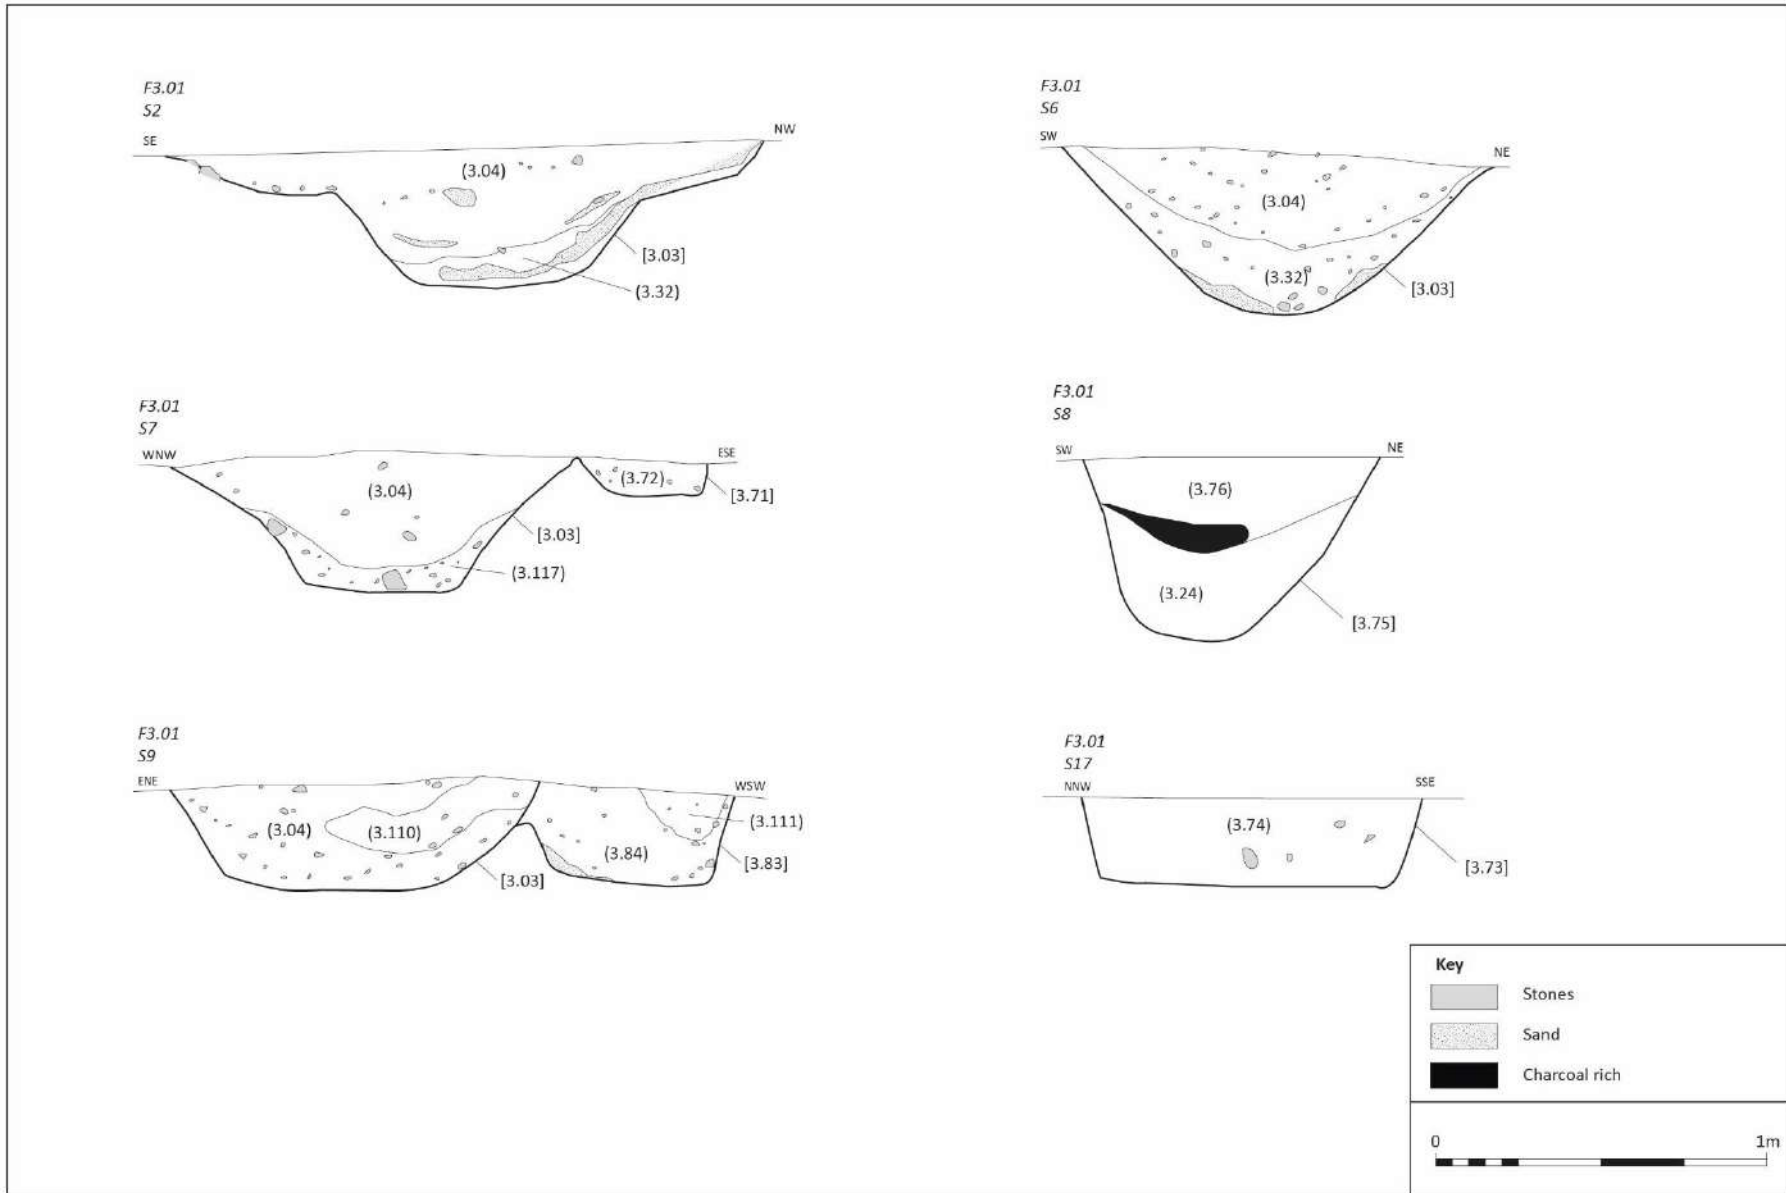 F3.01
S2
SE
NW
(3.04)
[3.03]
(3.32)
F3.01
S6
SW
NE
(3.04)
(3.32)
[3.03]
F3.01
S7
WNW
ESE
(3.04)
(3.72)
[3.71]
[3.03]
(3.117)
F3.01
S8
SW
NE
(3.76)
(3.24)
[3.75]
F3.01
S9
ENE
WSW
(3.04)
(3.110)
(3.111)
(3.84)
[3.83]
[3.03]
F3.01
S17
NNW
SSE
(3.74)
[3.73]
Key
Stones
Sand
Charcoal rich
0 1m